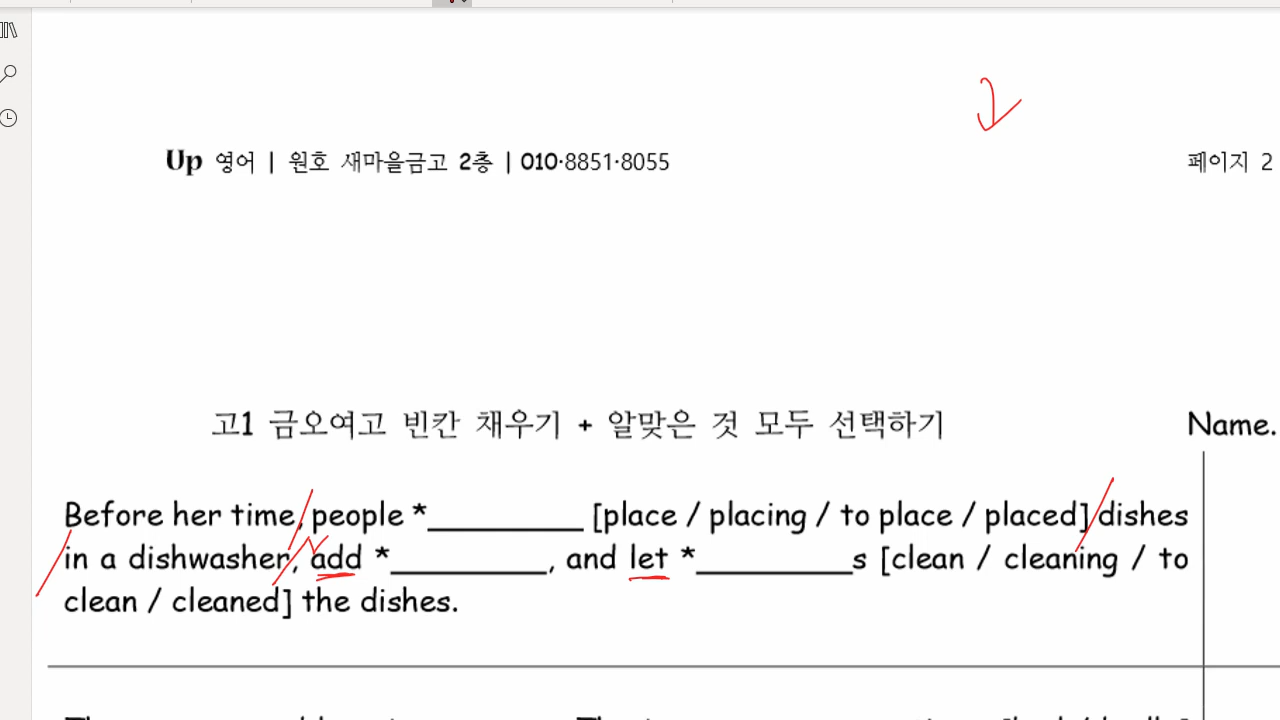 Up 영어 | 원호 새마을금고 2층 | 010·8851·8055
페이지 2
고1 금오여고 빈칸 채우기 + 알맞은 것 모두 선택하기
Name.
Before her time, people *__________ [place / placing / to place / placed] dishes
in a dishwasher, add *__________, and let *__________s [clean / cleaning / to
clean / cleaned] the dishes.